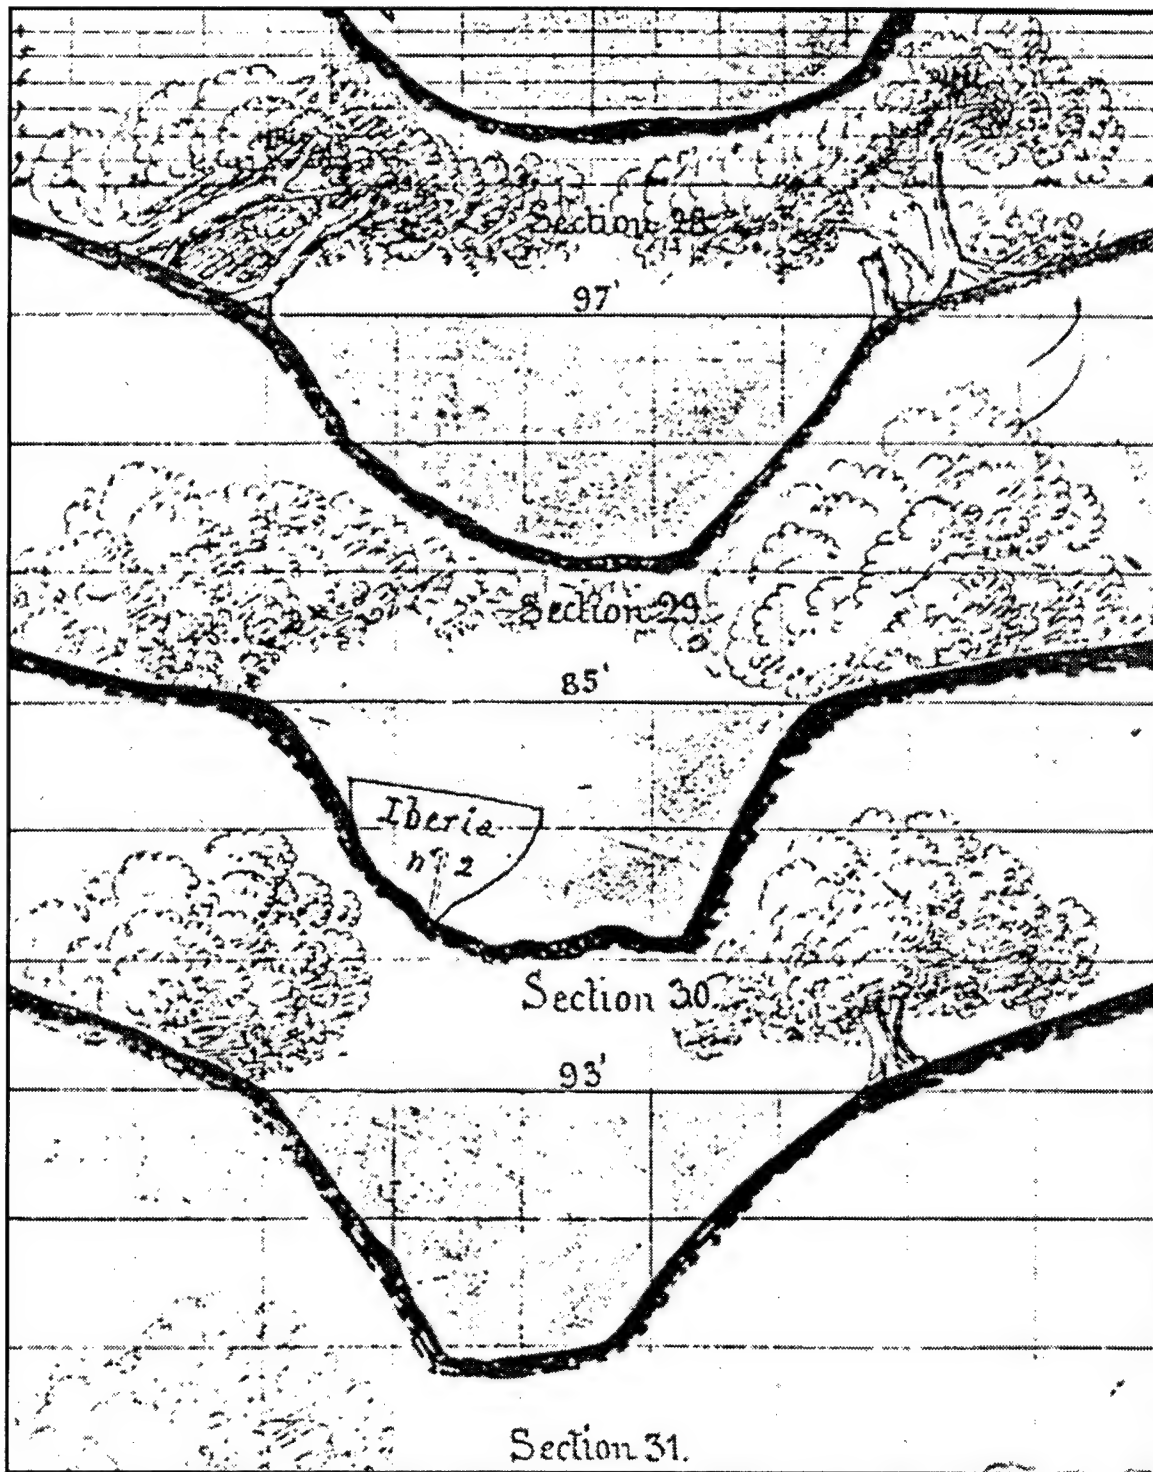 Section 28.
97'
Section 29.
85'
Iberia
nº 2
Section 30.
93'
Section 31.